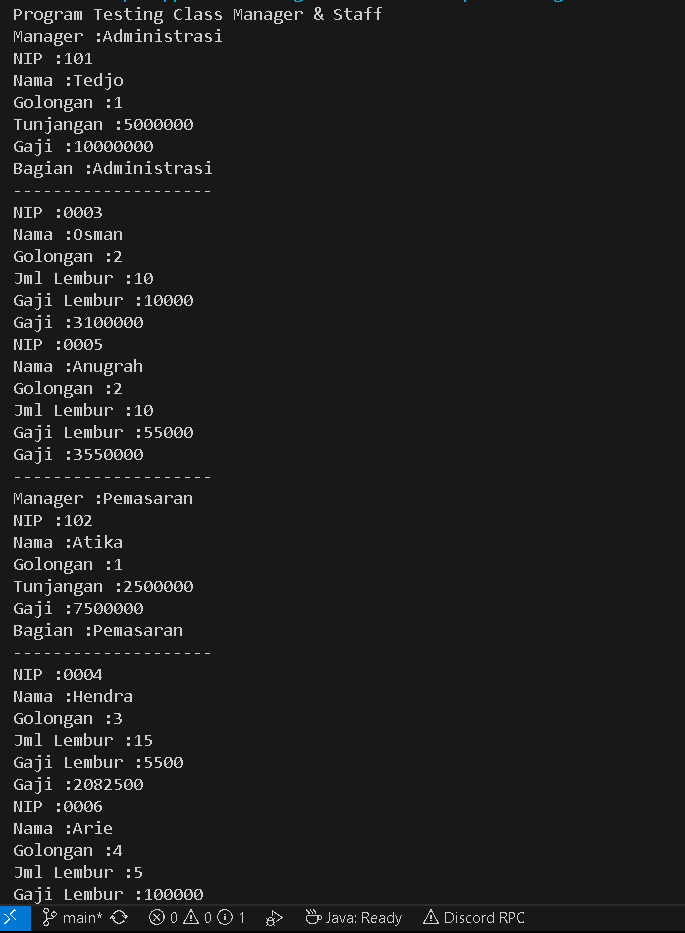 Program Testing Class Manager & Staff
Manager :Administrasi
NIP :101
Nama :Tedjo
Golongan :1
Tunjangan :5000000
Gaji :10000000
Bagian :Administrasi
--------------------
NIP :0003
Nama :Osman
Golongan :2
Jml Lembur :10
Gaji Lembur :10000
Gaji :3100000
NIP :0005
Nama :Anugrah
Golongan :2
Jml Lembur :10
Gaji Lembur :55000
Gaji :3550000
--------------------
Manager :Pemasaran
NIP :102
Nama :Atika
Golongan :1
Tunjangan :2500000
Gaji :7500000
Bagian :Pemasaran
--------------------
NIP :0004
Nama :Hendra
Golongan :3
Jml Lembur :15
Gaji Lembur :5500
Gaji :2082500
NIP :0006
Nama :Arie
Golongan :4
Jml Lembur :5
Gaji Lembur :100000
main* 0 0 1 Java: Ready Discord RPC